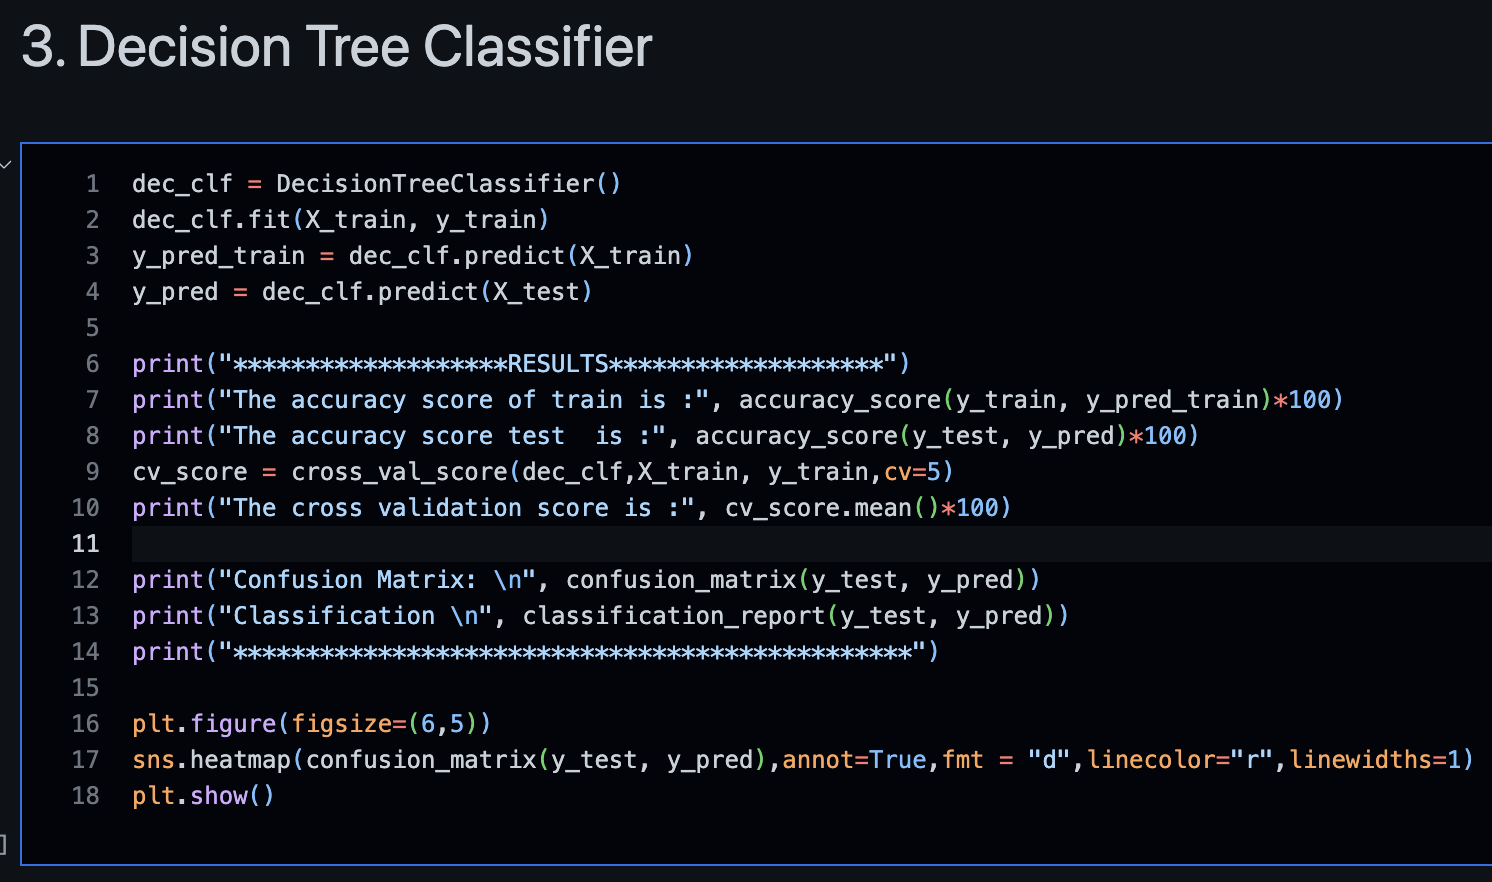 3. Decision Tree Classifier
1 dec_clf = DecisionTreeClassifier()
2 dec_clf.fit(X_train, y_train)
3 y_pred_train = dec_clf.predict(X_train)
4 y_pred = dec_clf.predict(X_test)
5
6 print("*******************RESULTS*******************")
7 print("The accuracy score of train is :", accuracy_score(y_train, y_pred_train)*100)
8 print("The accuracy score test  is :", accuracy_score(y_test, y_pred)*100)
9 cv_score = cross_val_score(dec_clf,X_train, y_train,cv=5)
10 print("The cross validation score is :", cv_score.mean()*100)
11
12 print("Confusion Matrix: \n", confusion_matrix(y_test, y_pred))
13 print("Classification \n", classification_report(y_test, y_pred))
14 print("***********************************************")
15
16 plt.figure(figsize=(6,5))
17 sns.heatmap(confusion_matrix(y_test, y_pred),annot=True,fmt = "d",linecolor="r",linewidths=1)
18 plt.show()